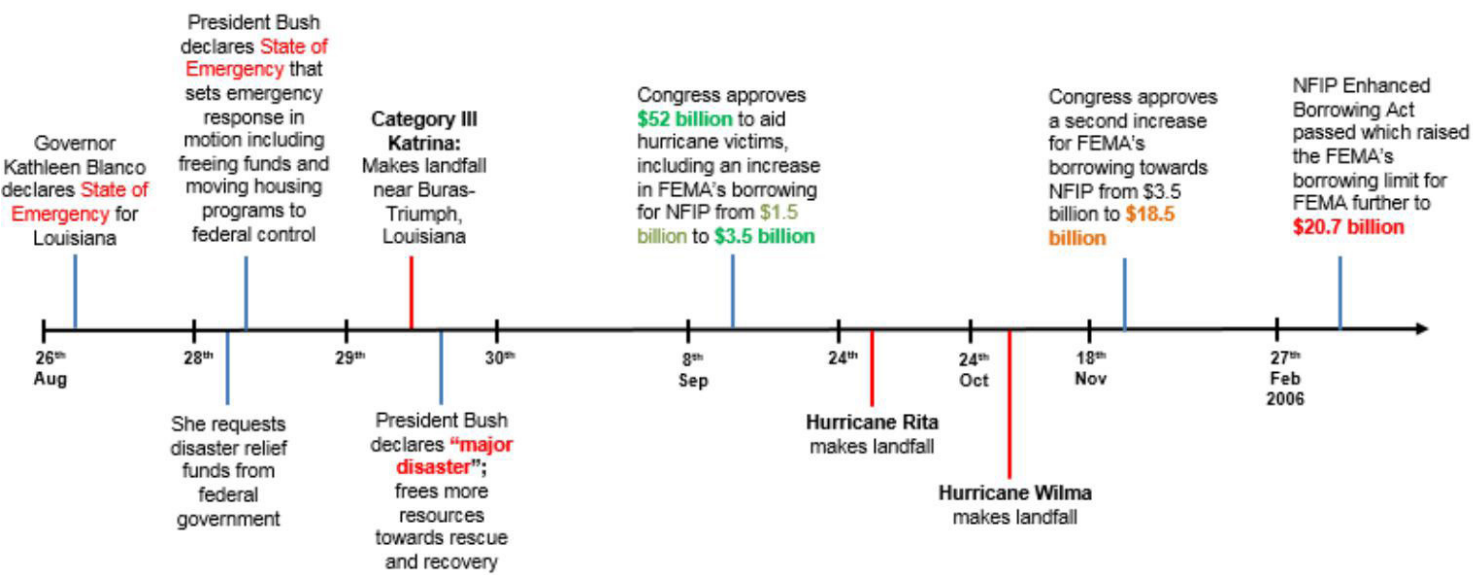 Governor
Kathleen Blanco
declares State of
Emergency for
Louisiana
President Bush
declares State of
Emergency that
sets emergency
response in
motion including
freeing funds and
moving housing
programs to
federal control
Category III
Katrina:
Makes landfall
near Buras-
Triumph,
Louisiana
Congress approves
$52 billion to aid
hurricane victims,
including an increase
in FEMA's borrowing
for NFIP from $1.5
billion to $3.5 billion
Congress approves
a second increase
for FEMA's
borrowing towards
NFIP from $3.5
billion to $18.5
billion
NFIP Enhanced
Borrowing Act
passed which raised
the FEMA's
borrowing limit for
FEMA further to
$20.7 billion
26th
Aug
28th
29th
30th
8th
Sep
24th
24th
Oct
18th
Nov
27th
Feb
2006
She requests
disaster relief
funds from
federal
government
President Bush
declares “major
disaster”;
frees more
resources
towards rescue
and recovery
Hurricane Rita
makes landfall
Hurricane Wilma
makes landfall